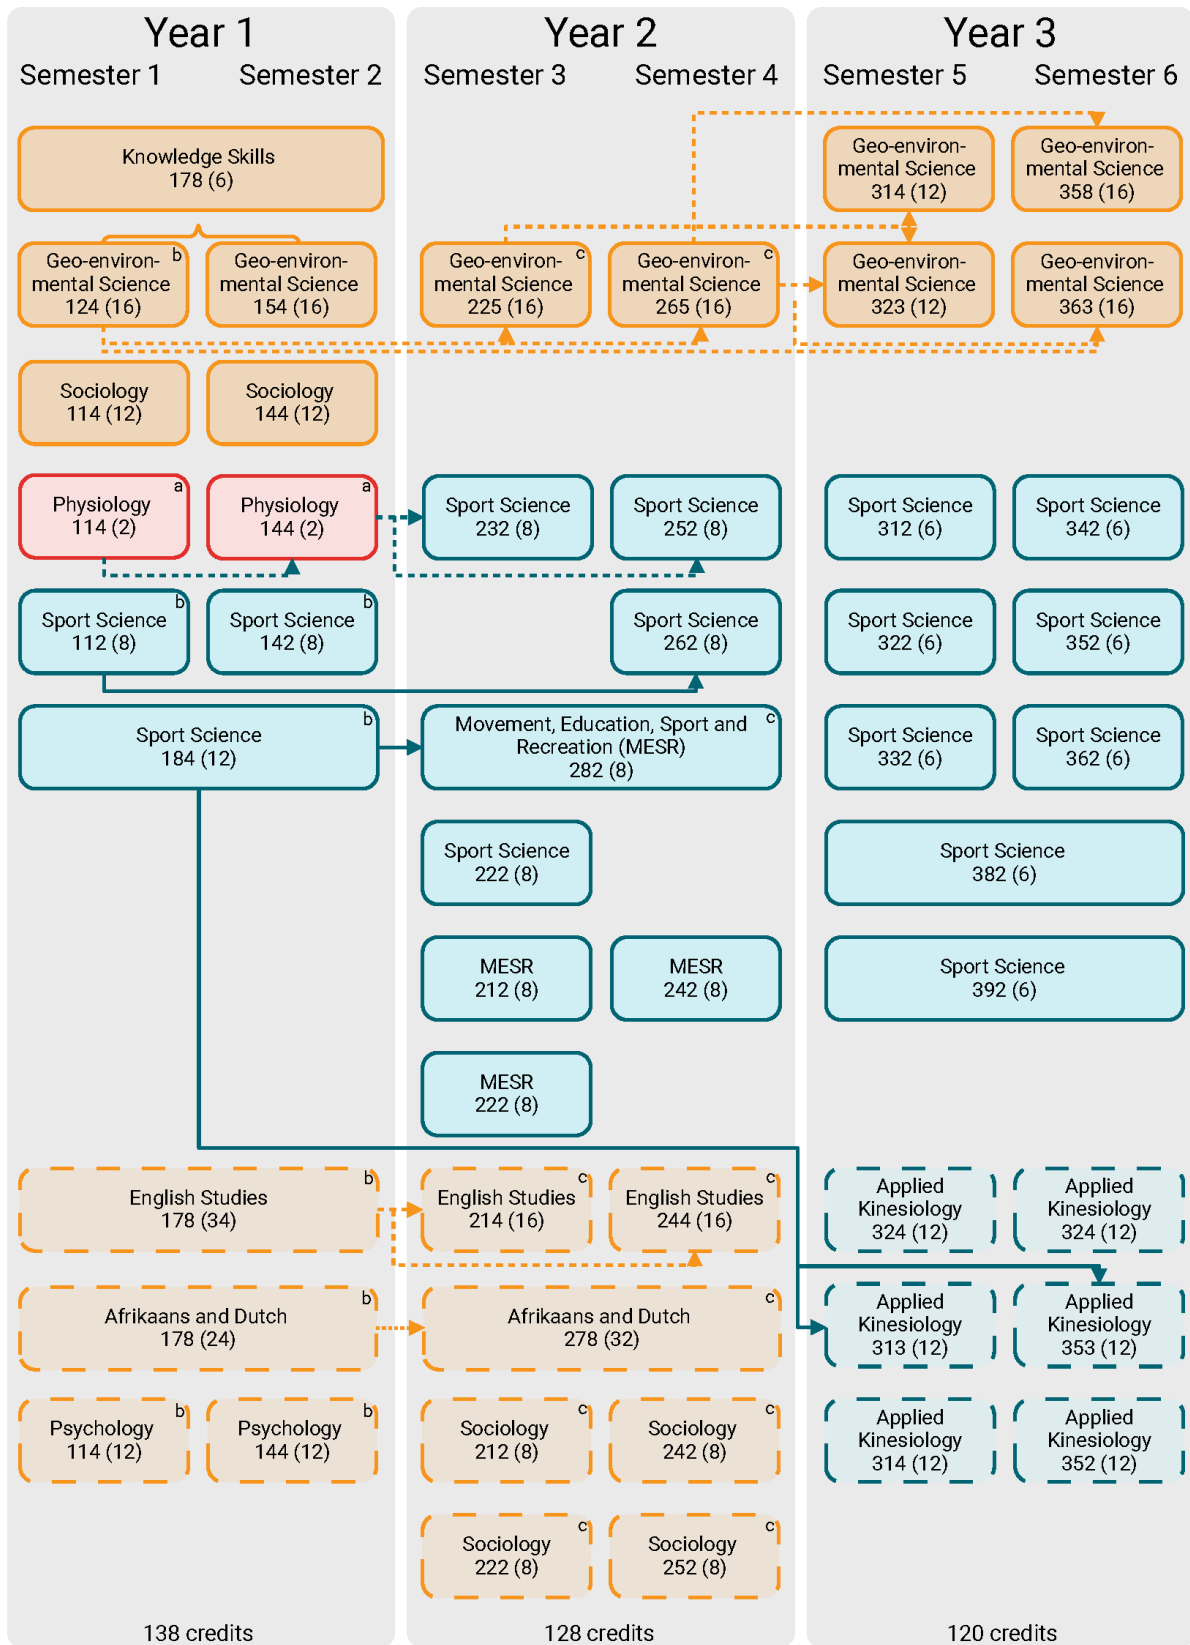 Year 1
Year 2
Year 3
Semester 1
Semester 2
Semester 3
Semester 4
Semester 5
Semester 6
Knowledge Skills
178 (6)
Geo-environ-
mental Science
314 (12)
Geo-environ-
mental Science
358 (16)
b
Geo-environ-
mental Science
124 (16)
Geo-environ-
mental Science
154 (16)
c
Geo-environ-
mental Science
225 (16)
c
Geo-environ-
mental Science
265 (16)
Geo-environ-
mental Science
323 (12)
Geo-environ-
mental Science
363 (16)
Sociology
114 (12)
Sociology
144 (12)
a
Physiology
114 (2)
a
Physiology
144 (2)
Sport Science
232 (8)
Sport Science
252 (8)
Sport Science
312 (6)
Sport Science
342 (6)
b
Sport Science
112 (8)
b
Sport Science
142 (8)
Sport Science
262 (8)
Sport Science
322 (6)
Sport Science
352 (6)
b
Sport Science
184 (12)
c
Movement, Education, Sport and
Recreation (MESR)
282 (8)
Sport Science
332 (6)
Sport Science
362 (6)
Sport Science
222 (8)
Sport Science
382 (6)
MESR
212 (8)
MESR
242 (8)
Sport Science
392 (6)
MESR
222 (8)
b
English Studies
178 (34)
c
English Studies
214 (16)
c
English Studies
244 (16)
Applied
Kinesiology
324 (12)
Applied
Kinesiology
324 (12)
b
Afrikaans and Dutch
178 (24)
c
Afrikaans and Dutch
278 (32)
Applied
Kinesiology
313 (12)
Applied
Kinesiology
353 (12)
b
Psychology
114 (12)
b
Psychology
144 (12)
c
Sociology
212 (8)
c
Sociology
242 (8)
Applied
Kinesiology
314 (12)
Applied
Kinesiology
352 (12)
c
Sociology
222 (8)
c
Sociology
252 (8)
138 credits
128 credits
120 credits